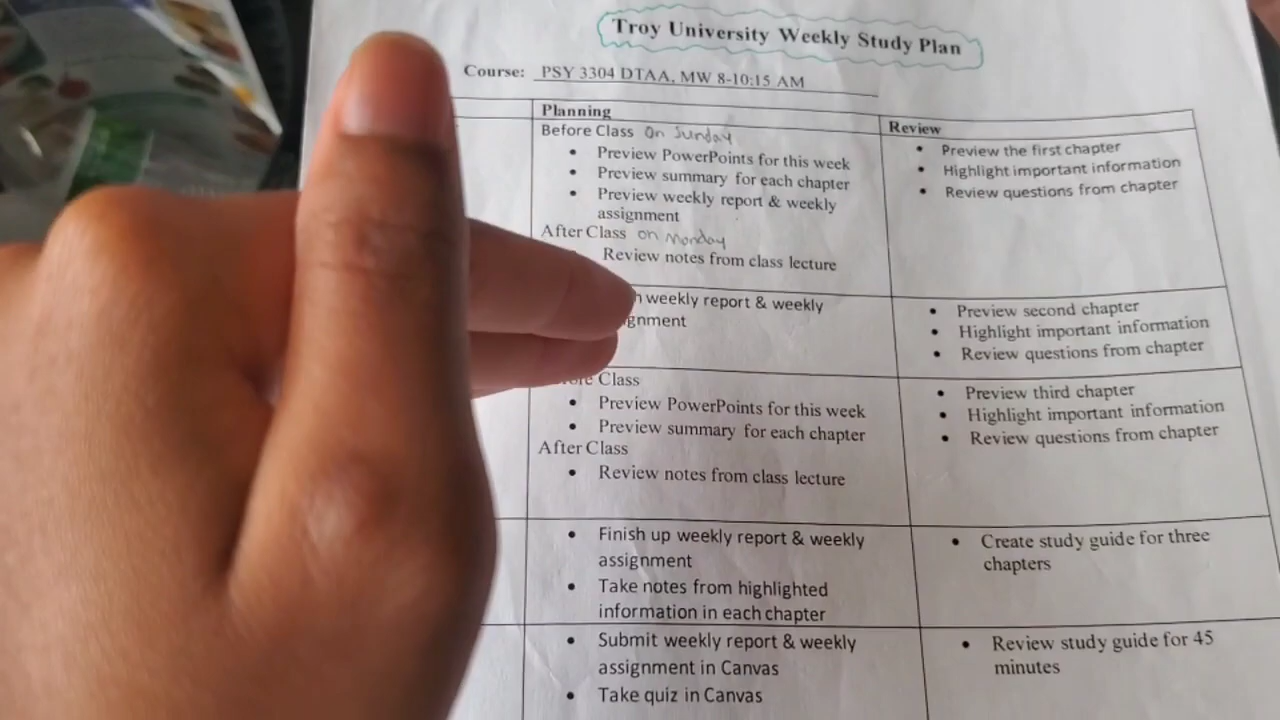 Troy University Weekly Study Plan
Course: PSY 3304 DTAA, MW 8-10:15 AM
Planning
Review
Before Class On Sunday
• Preview PowerPoints for this week
• Preview summary for each chapter
• Preview weekly report & weekly
assignment
After Class on Monday
Review notes from class lecture
• Preview the first chapter
• Highlight important information
• Review questions from chapter
weekly report & weekly
• Preview second chapter
• Highlight important information
• Review questions from chapter
Class
• Preview PowerPoints for this week
• Preview summary for each chapter
After Class
• Review notes from class lecture
• Preview third chapter
• Highlight important information
• Review questions from chapter
• Finish up weekly report & weekly
assignment
• Take notes from highlighted
information in each chapter
• Create study guide for three
chapters
• Submit weekly report & weekly
assignment in Canvas
• Take quiz in Canvas
• Review study guide for 45
minutes